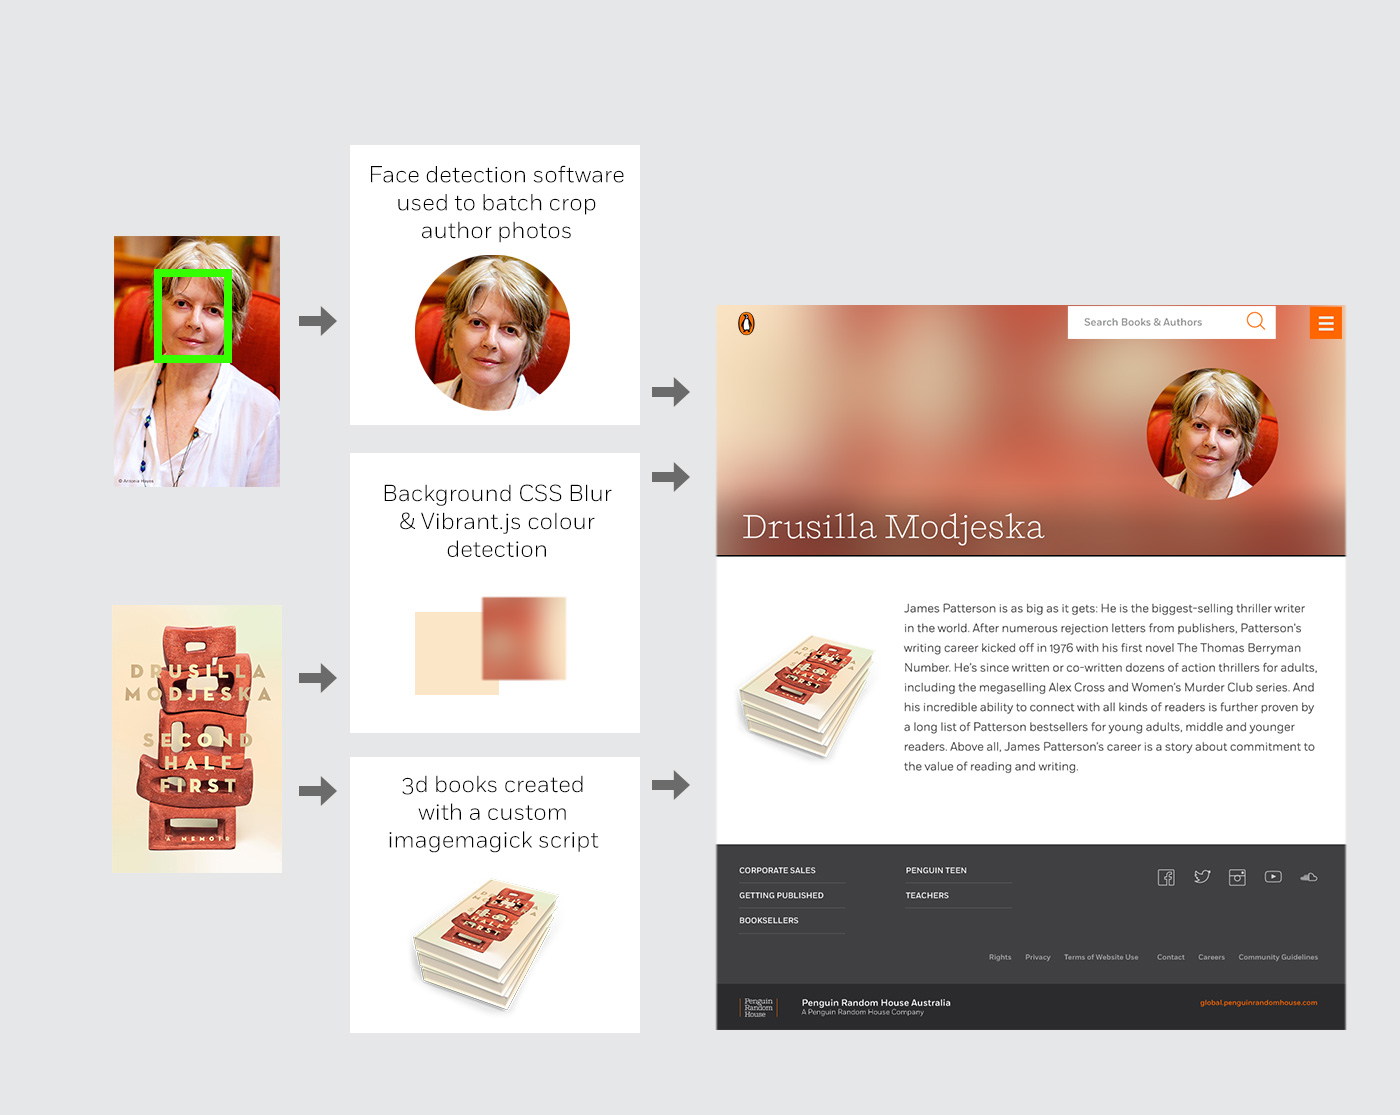 Face detection software
used to batch crop
author photos
© Armelia Hayes
Background CSS Blur
& Vibrant.js colour
detection
DRUSILLA
MODJESKA
SECOND
HALF
FIRST
A MEMOIR
3d books created
with a custom
imagemagick script
HALF
FIRST
Search Books & Authors
Drusilla Modjeska
James Patterson is as big as it gets: He is the biggest-selling thriller writer
in the world. After numerous rejection letters from publishers, Patterson's
writing career kicked off in 1976 with his first novel The Thomas Berryman
Number. He's since written or co-written dozens of action thrillers for adults,
including the megaselling Alex Cross and Women's Murder Club series. And
his incredible ability to connect with all kinds of readers is further proven by
a long list of Patterson bestsellers for young adults, middle and younger
readers. Above all, James Patterson's career is a story about commitment to
the value of reading and writing.
HALF
FIRST
CORPORATE SALES
GETTING PUBLISHED
BOOKSELLERS
PENGUIN TEEN
TEACHERS
Rights Privacy Terms of Website Use Contact Careers Community Guidelines
Penguin
Random
House
Penguin Random House Australia
A Penguin Random House Company
global.penguinrandomhouse.com